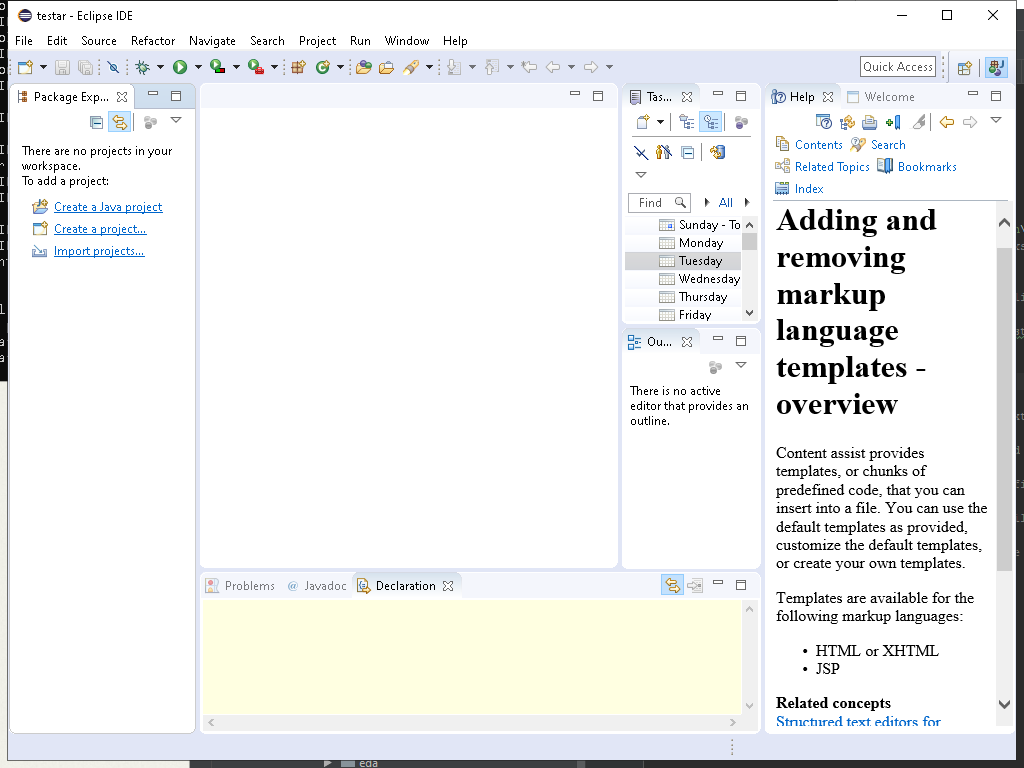 testar - Eclipse IDE
File Edit Source Refactor Navigate Search Project Run Window Help
Quick Access
Package Exp...
There are no projects in your
workspace.
To add a project:
Create a Java project
Create a project...
Import projects...
Tas...
Find
All
Sunday - To
Monday
Tuesday
Wednesday
Thursday
Friday
Ou...
There is no active
editor that provides an
outline.
Problems @ Javadoc Declaration
Help Welcome
Contents Search
Related Topics Bookmarks
Index
Adding and
removing
markup
language
templates -
overview
Content assist provides
templates, or chunks of
predefined code, that you can
insert into a file. You can use the
default templates as provided,
customize the default templates,
or create your own templates.
Templates are available for the
following markup languages:
• HTML or XHTML
• JSP
Related concepts
Structured text editors for
eda